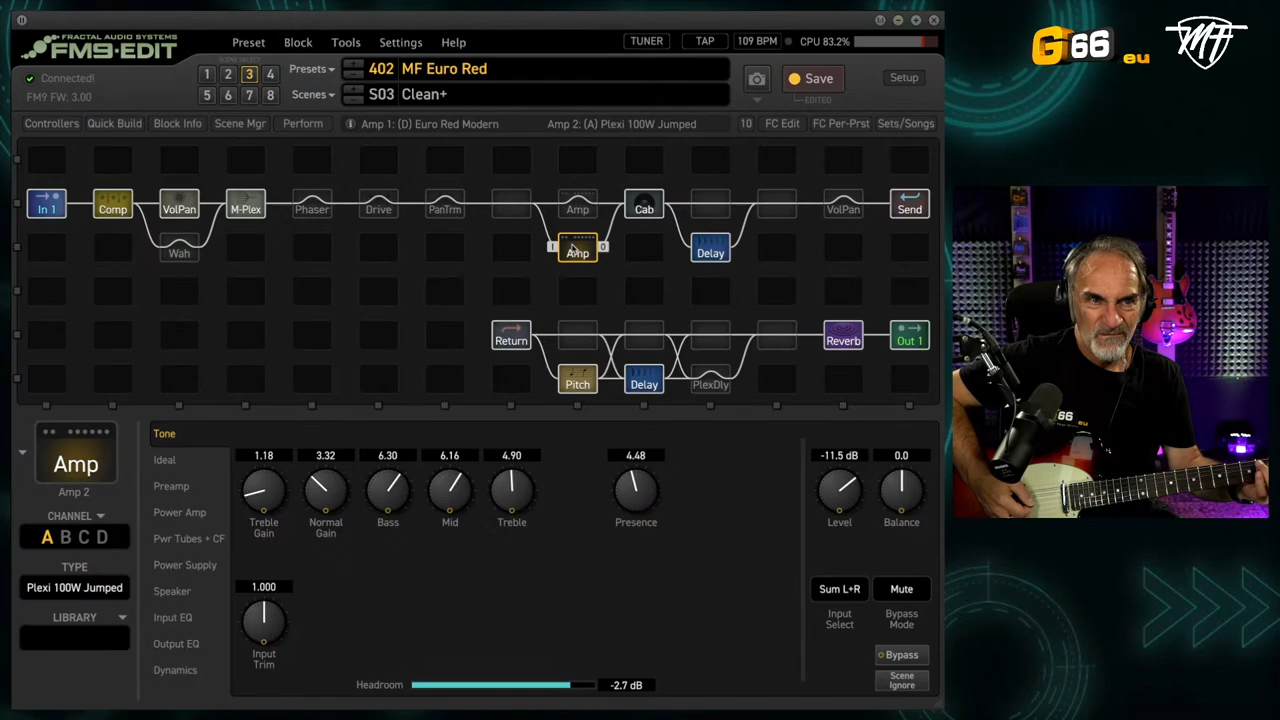 FRACTAL AUDIO SYSTEMS
FM9-EDIT
Preset Block Tools Settings Help
TUNER TAP 109 BPM CPU 83.2%
Connected!
FM9 FW: 3.00
SCENE SELECT
1 2 3 4
5 6 7 8
Presets 402 MF Euro Red
Scenes S03 Clean+
Save
EDITED
Setup
Controllers Quick Build Block Info Scene Mgr Perform Amp 1: (D) Euro Red Modern Amp 2: (A) Plexi 100W Jumped 10 FC Edit FC Per-Prst Sets/Songs
In 1 Comp VolPan M-Plex Phaser Drive PanTrm Amp Cab VolPan Send
Wah I Amp O Delay
Return Reverb Out 1
Pitch Delay PlexDly
Amp
Amp 2
CHANNEL
A B C D
TYPE
Plexi 100W Jumped
LIBRARY
Tone
Ideal
Preamp
Power Amp
Pwr Tubes + CF
Power Supply
Speaker
Input EQ
Output EQ
Dynamics
1.18 3.32 6.30 6.16 4.90 4.48 -11.5 dB 0.0
Treble Gain Normal Gain Bass Mid Treble Presence Level Balance
1.000
Input Trim
Sum L+R Mute
Input Select Bypass Mode
Bypass
Scene Ignore
Headroom -2.7 dB
G66 eu
MF
66
eu